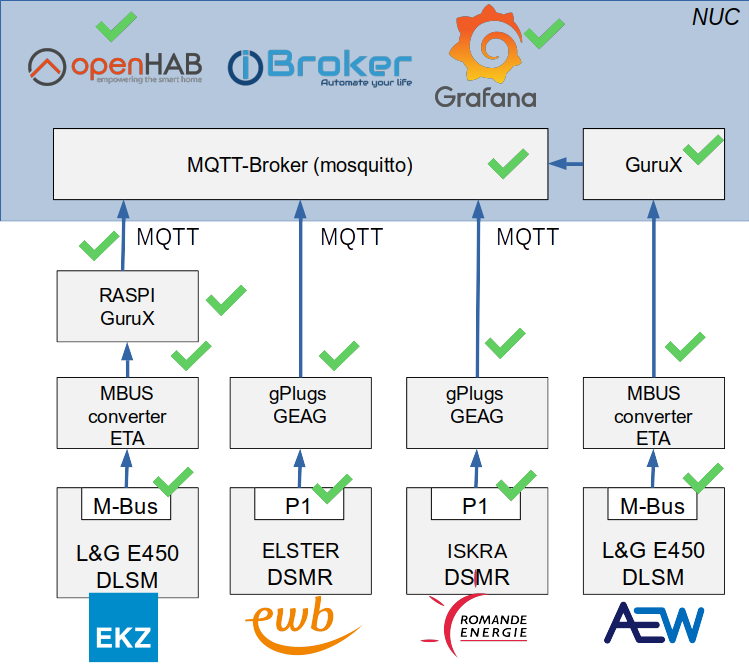 NUC
openHAB
empowering the smart home
ioBroker
Automate your life
Grafana
MQTT-Broker (mosquitto)
GuruX
MQTT
MQTT
MQTT
RASPI
GuruX
MBUS
converter
ETA
gPlugs
GEAG
gPlugs
GEAG
MBUS
converter
ETA
M-Bus
L&G E450
DLSM
P1
ELSTER
DSMR
P1
ISKRA
DSMR
M-Bus
L&G E450
DLSM
EKZ
ewb
ROMANDE
ENERGIE
AEW